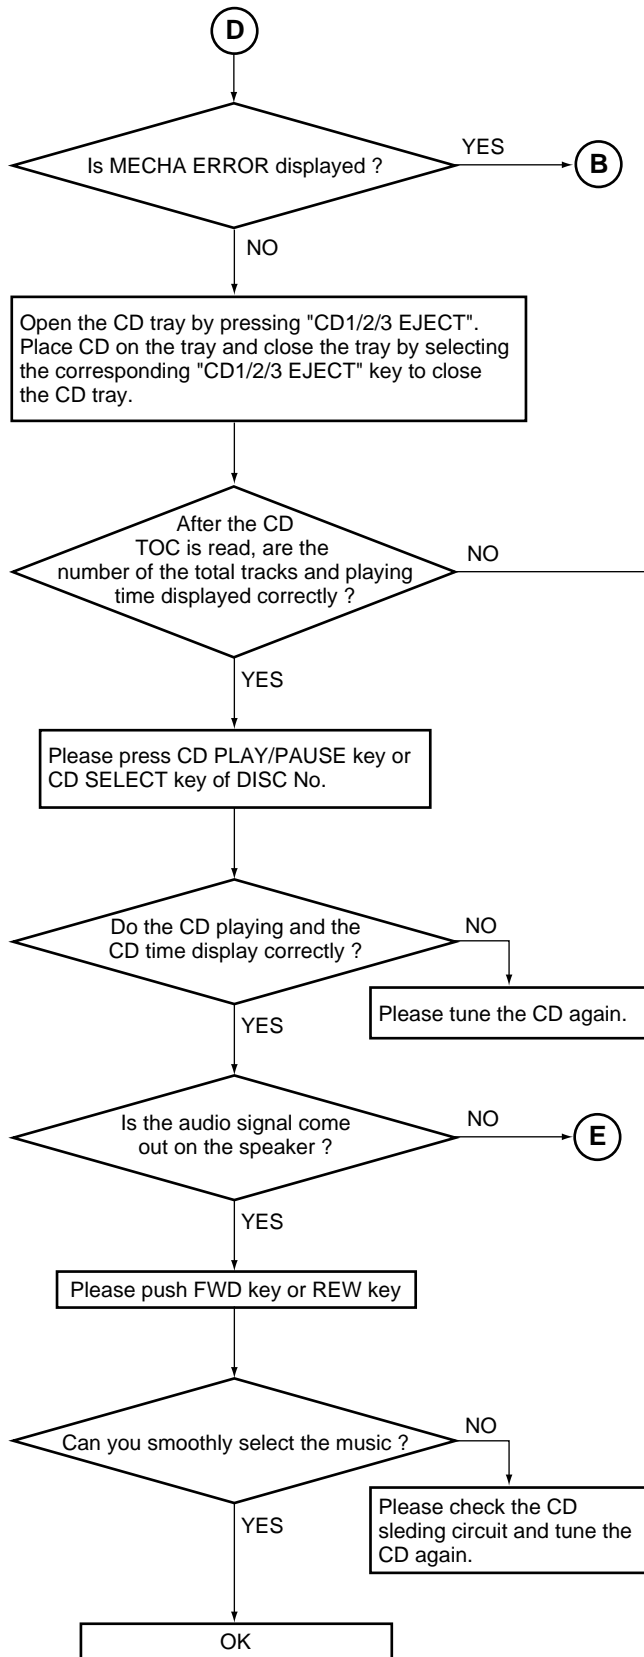 D
Is MECHA ERROR displayed ?
YES
B
NO
Open the CD tray by pressing "CD1/2/3 EJECT".
Place CD on the tray and close the tray by selecting
the corresponding "CD1/2/3 EJECT" key to close
the CD tray.
After the CD
TOC is read, are the
number of the total tracks and playing
time displayed correctly ?
NO
YES
Please press CD PLAY/PAUSE key or
CD SELECT key of DISC No.
Do the CD playing and the
CD time display correctly ?
NO
Please tune the CD again.
YES
Is the audio signal come
out on the speaker ?
NO
E
YES
Please push FWD key or REW key
Can you smoothly select the music ?
NO
Please check the CD
sleding circuit and tune the
CD again.
YES
OK